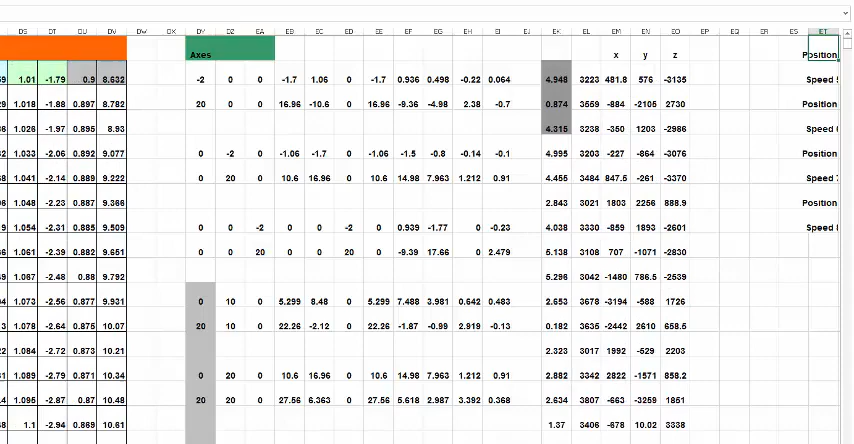 DS DT DU DV DW DX DY DZ EA EB EC ED EE EF EG EH EI EJ EK EL EM EN EO EP EQ ER ES ET
Axes x y z Position
1.01 -1.79 0.9 8.632 -2 0 0 -1.7 1.06 0 -1.7 0.936 0.498 -0.22 0.064 4.948 3223 481.8 576 -3135 Speed
1.018 -1.88 0.897 8.782 20 0 0 16.96 -10.6 0 16.96 -9.36 -4.98 2.38 -0.7 0.874 3559 -884 -2105 2730 Position
1.026 -1.97 0.895 8.93 4.315 3238 -350 1203 -2986 Speed
1.033 -2.06 0.892 9.077 0 -2 0 -1.06 -1.7 0 -1.06 -1.5 -0.8 -0.14 -0.1 4.995 3203 -227 -864 -3076 Position
1.041 -2.14 0.889 9.222 0 20 0 10.6 16.96 0 10.6 14.98 7.963 1.212 0.91 4.455 3484 847.5 -261 -3370 Speed
1.048 -2.23 0.887 9.366 2.843 3021 1803 2256 888.9 Position
1.054 -2.31 0.885 9.509 0 0 -2 0 0 -2 0 0.939 -1.77 0 -0.23 4.038 3330 -859 1893 -2601 Speed
1.061 -2.39 0.882 9.651 0 0 20 0 0 20 0 -9.39 17.66 0 2.479 5.138 3108 707 -1071 -2830
1.067 -2.48 0.88 9.792 5.296 3042 -1480 786.5 -2539
1.073 -2.56 0.877 9.931 0 10 0 5.299 8.48 0 5.299 7.488 3.981 0.642 0.483 2.653 3678 -3194 -588 1726
1.078 -2.64 0.875 10.07 20 10 0 22.26 -2.12 0 22.26 -1.87 -0.99 2.919 -0.13 0.182 3635 -2442 2610 658.5
1.084 -2.72 0.873 10.21 2.323 3017 1992 -529 2203
1.089 -2.79 0.871 10.34 0 20 0 10.6 16.96 0 10.6 14.98 7.963 1.212 0.91 2.882 3342 2822 -1571 858.2
1.095 -2.87 0.87 10.48 20 20 0 27.56 6.363 0 27.56 5.618 2.987 3.392 0.368 2.634 3807 -663 -3259 1851
1.1 -2.94 0.869 10.61 1.37 3406 -678 10.02 3338